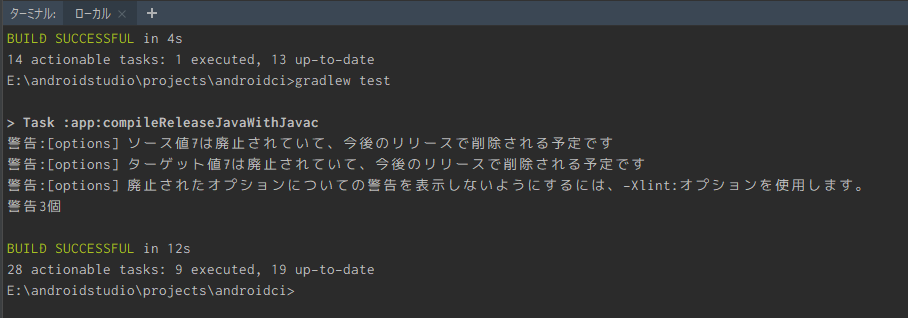 ターミナル: ローカル × +
BUILD SUCCESSFUL in 4s
14 actionable tasks: 1 executed, 13 up-to-date
E:\androidstudio\projects\androidci>gradlew test
> Task :app:compileReleaseJavaWithJavac
警告:[options] ソース値7は廃止されていて、今後のリリースで削除される予定です
警告:[options] ターゲット値7は廃止されていて、今後のリリースで削除される予定です
警告:[options] 廃止されたオプションについての警告を表示しないようにするには、-Xlint:オプションを使用します。
警告3個
BUILD SUCCESSFUL in 12s
28 actionable tasks: 9 executed, 19 up-to-date
E:\androidstudio\projects\androidci>